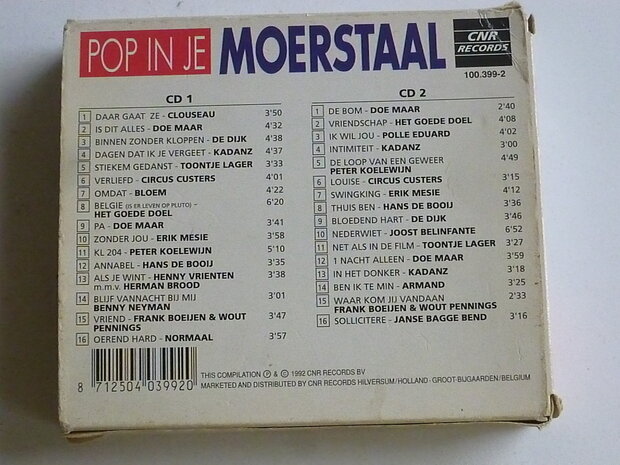 POP IN JE MOERSTAAL
CNR
RECORDS
100.399-2
CD 1
1 DAAR GAAT ZE - CLOUSEAU 3'50
2 IS DIT ALLES - DOE MAAR 4'32
3 BINNEN ZONDER KLOPPEN - DE DIJK 4'38
4 DAGEN DAT IK JE VERGEET - KADANZ 4'37
5 STIEKEM GEDANST - TOONTJE LAGER 3'33
6 VERLIEFD - CIRCUS CUSTERS 4'01
7 OMDAT - BLOEM 4'22
8 BELGIE (IS ER LEVEN OP PLUTO) - 6'20
HET GOEDE DOEL
9 PA - DOE MAAR 3'41
10 ZONDER JOU - ERIK MESIE 3'58
11 KL 204 - PETER KOELEWIJN 5'10
12 ANNABEL - HANS DE BOOIJ 3'35
13 ALS JE WINT - HENNY VRIENTEN 3'38
m.m.v. HERMAN BROOD
14 BLIJF VANNACHT BIJ MIJ 3'01
BENNY NEYMAN
15 VRIEND - FRANK BOEIJEN & WOUT 3'47
PENNINGS
16 OEREND HARD - NORMAAL 3'57
CD 2
1 DE BOM - DOE MAAR 2'40
2 VRIENDSCHAP - HET GOEDE DOEL 4'08
3 IK WIL JOU - POLLE EDUARD 4'02
4 INTIMITEIT - KADANZ 3'00
5 DE LOOP VAN EEN GEWEER 4'49
PETER KOELEWIJN
6 LOUISE - CIRCUS CUSTERS 3'15
7 SWINGKING - ERIK MESIE 4'12
8 THUIS BEN - HANS DE BOOIJ 3'36
9 BLOEDEND HART - DE DIJK 3'46
10 NEDERWIET - JOOST BELINFANTE 6'52
11 NET ALS IN DE FILM - TOONTJE LAGER 3'27
12 1 NACHT ALLEEN - DOE MAAR 3'59
13 IN HET DONKER - KADANZ 3'18
14 BEN IK TE MIN - ARMAND 3'25
15 WAAR KOM JIJ VANDAAN 2'33
FRANK BOEIJEN & WOUT PENNINGS
16 SOLLICITERE - JANSE BAGGE BEND 3'16
8 712504 039920
THIS COMPILATION ℗ & © 1992 CNR RECORDS BV
MARKETED AND DISTRIBUTED BY CNR RECORDS HILVERSUM/HOLLAND · GROOT-BIJGAARDEN/BELGIUM